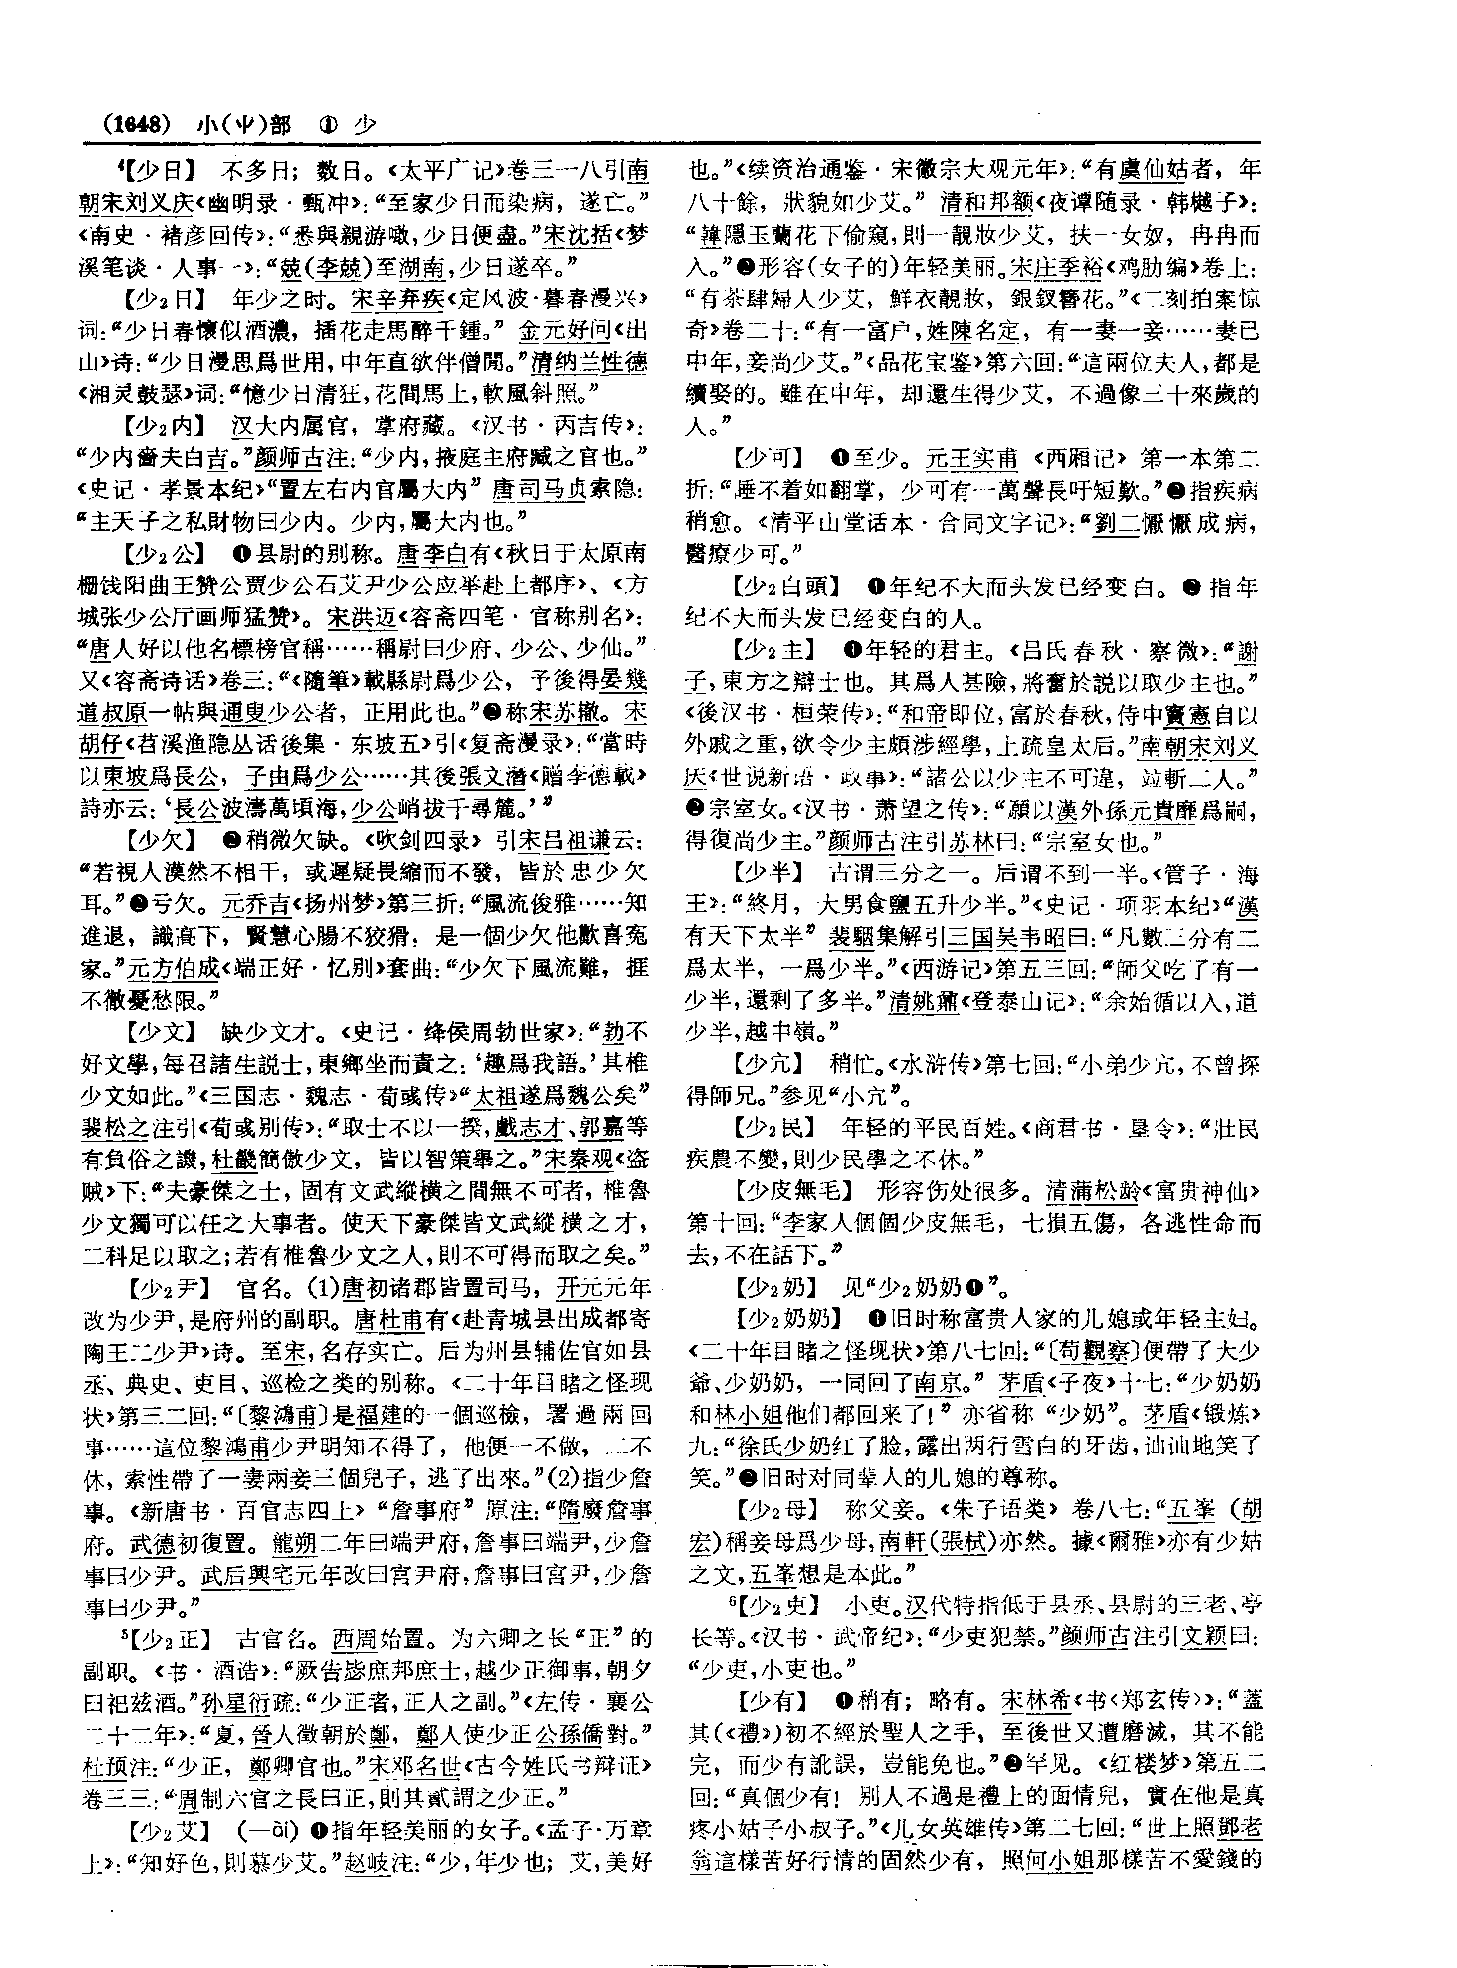 (1648) 小(⺌)部 ① 少
⁴【少日】 不多日；数日。《太平广记》卷三一八引南
朝宋刘义庆《幽明录·甄冲》：“至家少日而染病，遂亡。”
《南史·褚彦回传》：“悉與親游噉，少日便盡。”宋沈括《梦
溪笔谈·人事一》：“兢(李兢)至湖南，少日遂卒。”
【少₂日】 年少之时。宋辛弃疾《定风波·暮春漫兴》
词：“少日春懷似酒濃，插花走馬醉千鍾。” 金元好问《出
山》诗：“少日漫思爲世用，中年直欲伴僧閒。”清纳兰性德
《湘灵鼓瑟》词：“憶少日清狂，花間馬上，軟風斜照。”
【少₂内】 汉大内属官，掌府藏。《汉书·丙吉传》：
“少内嗇夫白吉。”颜师古注：“少内，掖庭主府臧之官也。”
《史记·孝景本纪》“置左右内官屬大内” 唐司马贞索隐：
“主天子之私財物曰少内。少内，屬大内也。”
【少₂公】 ❶县尉的别称。唐李白有《秋日于太原南
栅饯阳曲王赞公贾少公石艾尹少公应举赴上都序》、《方
城张少公厅画师猛赞》。宋洪迈《容斋四笔·官称别名》：
“唐人好以他名標榜官稱……稱尉曰少府、少公、少仙。”
又《容斋诗话》卷三：“《隨筆》載縣尉爲少公，予後得晏幾
道叔原一帖與通叟少公者，正用此也。”❷称宋苏辙。宋
胡仔《苕溪渔隐丛话後集·东坡五》引《复斋漫录》：“當時
以東坡爲長公，子由爲少公……其後張文潛《贈李德載》
詩亦云：‘長公波濤萬頃海，少公峭拔千尋麓。’”
【少欠】 ❷稍微欠缺。《吹剑四录》 引宋吕祖谦云：
“若視人漠然不相干，或遲疑畏縮而不發，皆於忠少欠
耳。”❷亏欠。元乔吉《扬州梦》第三折：“風流俊雅……知
進退，識高下，賢慧心腸不狡猾；是一個少欠他歡喜冤
家。”元方伯成《端正好·忆别》套曲：“少欠下風流難，捱
不徹憂愁限。”
【少文】 缺少文才。《史记·绛侯周勃世家》：“勃不
好文學，每召諸生説士，東鄉坐而責之：‘趣爲我語。’其椎
少文如此。”《三国志·魏志·荀彧传》“太祖遂爲魏公矣”
裴松之注引《荀彧别传》：“取士不以一揆，戲志才、郭嘉等
有負俗之譏，杜畿簡傲少文，皆以智策舉之。”宋秦观《盗
贼》下：“夫豪傑之士，固有文武縱横之間無不可者，椎魯
少文獨可以任之大事者。使天下豪傑皆文武縱横之才，
二科足以取之；若有椎魯少文之人，則不可得而取之矣。”
【少₂尹】 官名。(1)唐初诸郡皆置司马，开元元年
改为少尹，是府州的副职。唐杜甫有《赴青城县出成都寄
陶王二少尹》诗。至宋，名存实亡。后为州县辅佐官如县
丞、典史、吏目、巡检之类的别称。《二十年目睹之怪现
状》第三二回：“〔黎鴻甫〕是福建的一個巡檢，署過兩回
事……這位黎鴻甫少尹明知不得了，他便一不做，二不
休，索性帶了一妻兩妾三個兒子，逃了出來。”(2)指少詹
事。《新唐书·百官志四上》 “詹事府” 原注：“隋廢詹事
府。武德初復置。龍朔二年曰端尹府，詹事曰端尹，少詹
事曰少尹。武后興宅元年改曰宫尹府，詹事曰宫尹，少詹
事曰少尹。”
⁵【少₂正】 古官名。西周始置。为六卿之长“正”的
副职。《书·酒诰》：“厥告毖庶邦庶士，越少正御事，朝夕
曰祀兹酒。”孙星衍疏：“少正者，正人之副。”《左传·襄公
二十二年》：“夏，晉人徵朝於鄭，鄭人使少正公孫僑對。”
杜预注：“少正，鄭卿官也。”宋邓名世《古今姓氏书辩证》
卷三三：“周制六官之長曰正，則其貳謂之少正。”
【少₂艾】 (—ài) ❶指年轻美丽的女子。《孟子·万章
上》：“知好色，則慕少艾。”赵岐注：“少，年少也；艾，美好
也。”《续资治通鉴·宋徽宗大观元年》：“有虞仙姑者，年
八十餘，狀貌如少艾。” 清和邦额《夜谭随录·韩樾子》：
“韓隱玉蘭花下偷窺，則一靚妝少艾，扶一女奴，冉冉而
入。”❷形容(女子的)年轻美丽。宋庄季裕《鸡肋编》卷上：
“有茶肆婦人少艾，鮮衣靚妝，銀釵簪花。”《二刻拍案惊
奇》卷二十：“有一富户，姓陳名定，有一妻一妾……妻已
中年，妾尚少艾。”《品花宝鉴》第六回：“這兩位夫人，都是
續娶的。雖在中年，却還生得少艾，不過像三十來歲的
人。”
【少可】 ❶至少。元王实甫 《西厢记》 第一本第二
折：“睡不着如翻掌，少可有一萬聲長吁短歎。”❷指疾病
稍愈。《清平山堂话本·合同文字记》：“劉二懨懨成病，
醫療少可。”
【少₂白頭】 ❶年纪不大而头发已经变白。❷指年
纪不大而头发已经变白的人。
【少₂主】 ❶年轻的君主。《吕氏春秋·察微》：“謝
子，東方之辯士也。其爲人甚險，將奮於説以取少主也。”
《後汉书·桓荣传》：“和帝即位，富於春秋，侍中竇憲自以
外戚之重，欲令少主頗涉經學，上疏皇太后。”南朝宋刘义
庆《世说新语·政事》：“諸公以少主不可違，竝斬二人。”
❷宗室女。《汉书·萧望之传》：“願以漢外孫元貴靡爲嗣，
得復尚少主。”颜师古注引苏林曰：“宗室女也。”
【少半】 古谓三分之一。后谓不到一半。《管子·海
王》：“終月，大男食鹽五升少半。”《史记·项羽本纪》“漢
有天下太半” 裴駰集解引三国吴韦昭曰：“凡數三分有二
爲太半，一爲少半。”《西游记》第五三回：“師父吃了有一
少半，還剩了多半。”清姚鼐《登泰山记》：“余始循以入，道
少半，越中嶺。”
【少亢】 稍忙。《水浒传》第七回：“小弟少亢，不曾探
得師兄。”参见“小亢”。
【少₂民】 年轻的平民百姓。《商君书·垦令》：“壯民
疾農不變，則少民學之不休。”
【少皮無毛】 形容伤处很多。清蒲松龄《富贵神仙》
第十回：“李家人個個少皮無毛，七損五傷，各逃性命而
去，不在話下。”
【少₂奶】 见“少₂奶奶❶”。
【少₂奶奶】 ❶旧时称富贵人家的儿媳或年轻主妇。
《二十年目睹之怪现状》第八七回：“〔苟觀察〕便帶了大少
爺、少奶奶，一同回了南京。” 茅盾《子夜》十七：“少奶奶
和林小姐他们都回来了！” 亦省称 “少奶”。茅盾《锻炼》
九：“徐氏少奶红了脸，露出两行雪白的牙齿，讪讪地笑了
笑。”❷旧时对同辈人的儿媳的尊称。
【少₂母】 称父妾。《朱子语类》 卷八七：“五峯 (胡
宏)稱妾母爲少母，南軒(張栻)亦然。據《爾雅》亦有少姑
之文，五峯想是本此。”
⁶【少₂吏】 小吏。汉代特指低于县丞、县尉的三老、亭
长等。《汉书·武帝纪》：“少吏犯禁。”颜师古注引文颖曰：
“少吏，小吏也。”
【少有】 ❶稍有；略有。宋林希《书〈郑玄传〉》：“蓋
其(《禮》)初不經於聖人之手，至後世又遭磨滅，其不能
完，而少有訛誤，豈能免也。”❷罕见。《红楼梦》第五二
回：“真個少有！别人不過是禮上的面情兒，實在他是真
疼小姑子小叔子。”《儿女英雄传》第二七回：“世上照鄧老
翁這樣苦好行情的固然少有，照何小姐那樣苦不愛錢的